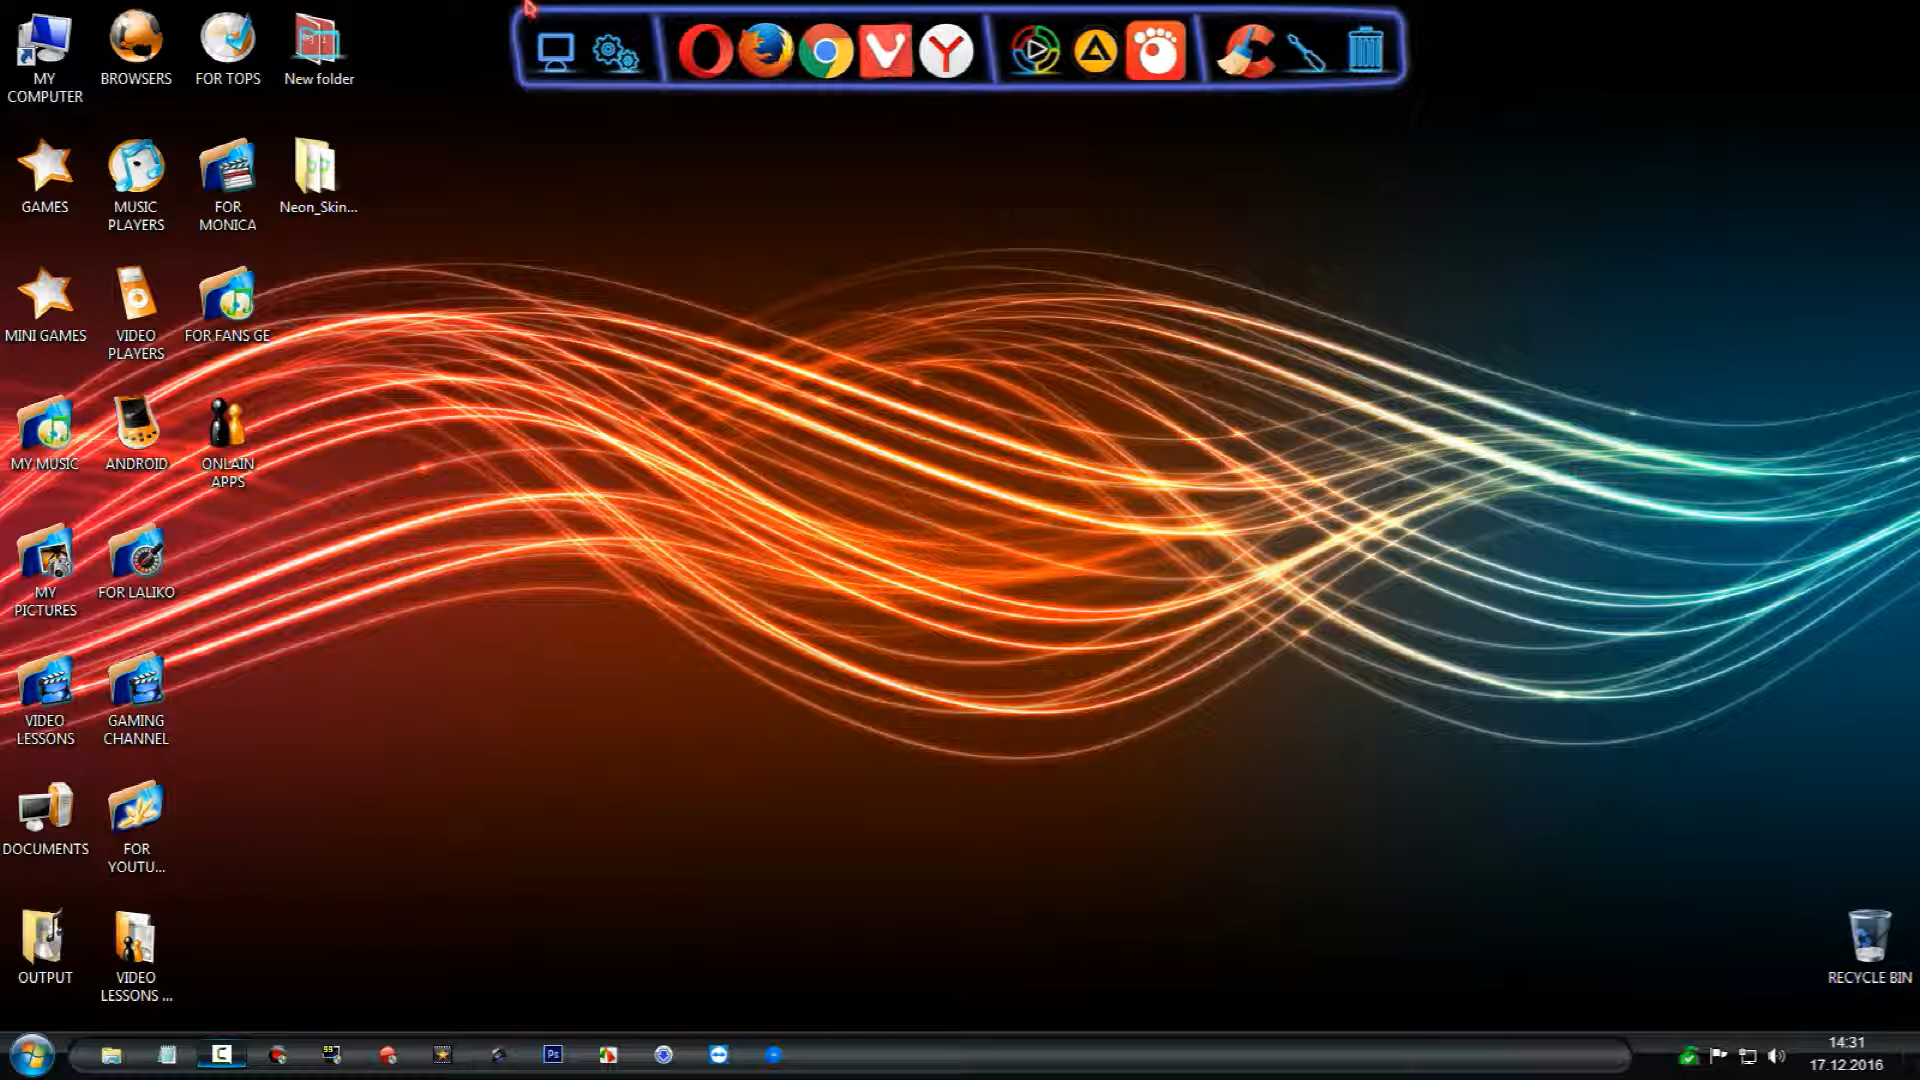 MY
COMPUTER
BROWSERS
FOR TOPS
New folder
GAMES
MUSIC
PLAYERS
FOR
MONICA
Neon_Skin...
MINI GAMES
VIDEO
PLAYERS
FOR FANS GE
MY MUSIC
ANDROID
ONLAIN
APPS
MY
PICTURES
FOR LALIKO
VIDEO
LESSONS
GAMING
CHANNEL
DOCUMENTS
FOR
YOUTU...
OUTPUT
VIDEO
LESSONS ...
RECYCLE BIN
99
Ps
14:31
17.12.2016